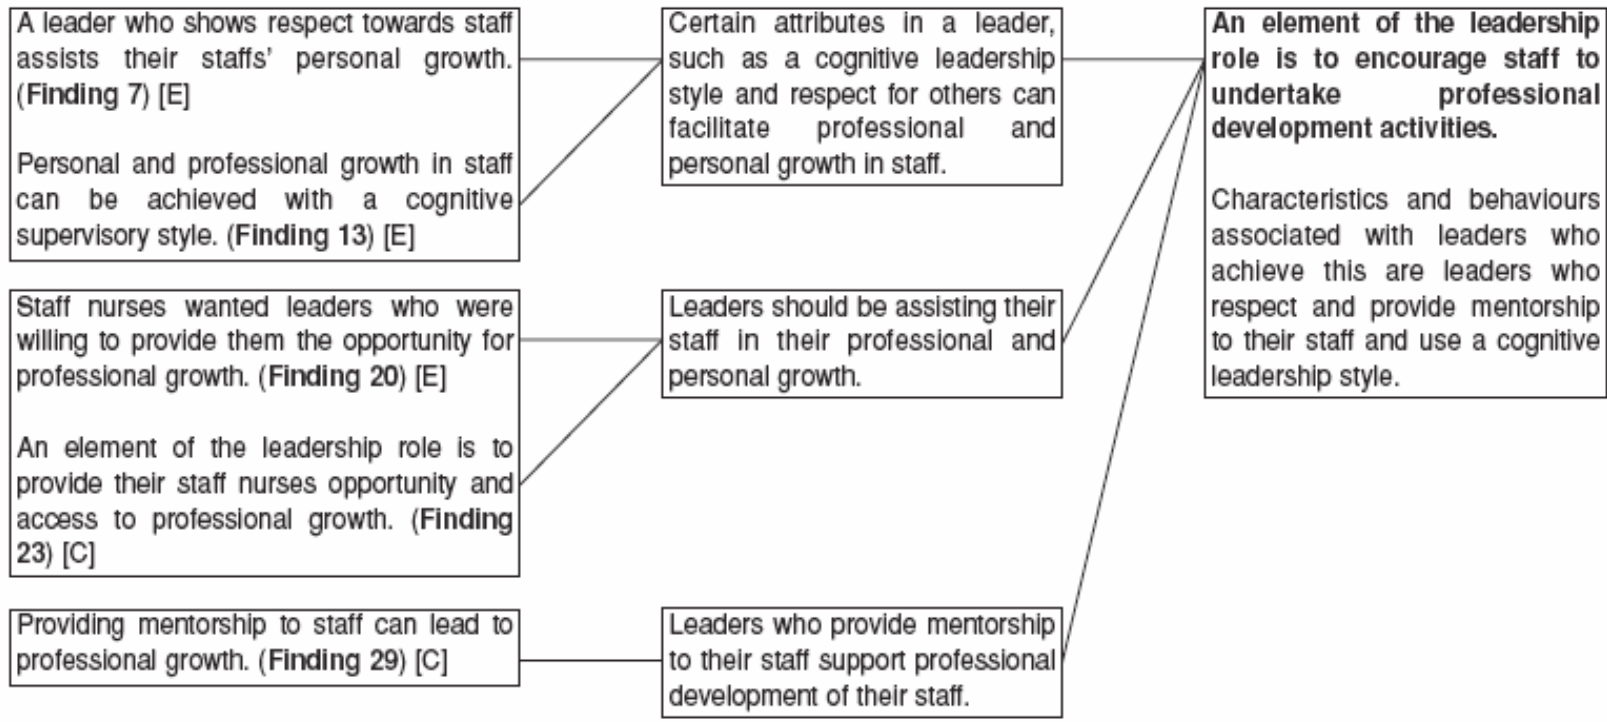 A leader who shows respect towards staff
assists their staffs' personal growth.
(Finding 7) [E]
Personal and professional growth in staff
can be achieved with a cognitive
supervisory style. (Finding 13) [E]
Staff nurses wanted leaders who were
willing to provide them the opportunity for
professional growth. (Finding 20) [E]
An element of the leadership role is to
provide their staff nurses opportunity and
access to professional growth. (Finding
23) [C]
Providing mentorship to staff can lead to
professional growth. (Finding 29) [C]
Certain attributes in a leader,
such as a cognitive leadership
style and respect for others can
facilitate professional and
personal growth in staff.
Leaders should be assisting their
staff in their professional and
personal growth.
Leaders who provide mentorship
to their staff support professional
development of their staff.
An element of the leadership
role is to encourage staff to
undertake professional
development activities.
Characteristics and behaviours
associated with leaders who
achieve this are leaders who
respect and provide mentorship
to their staff and use a cognitive
leadership style.